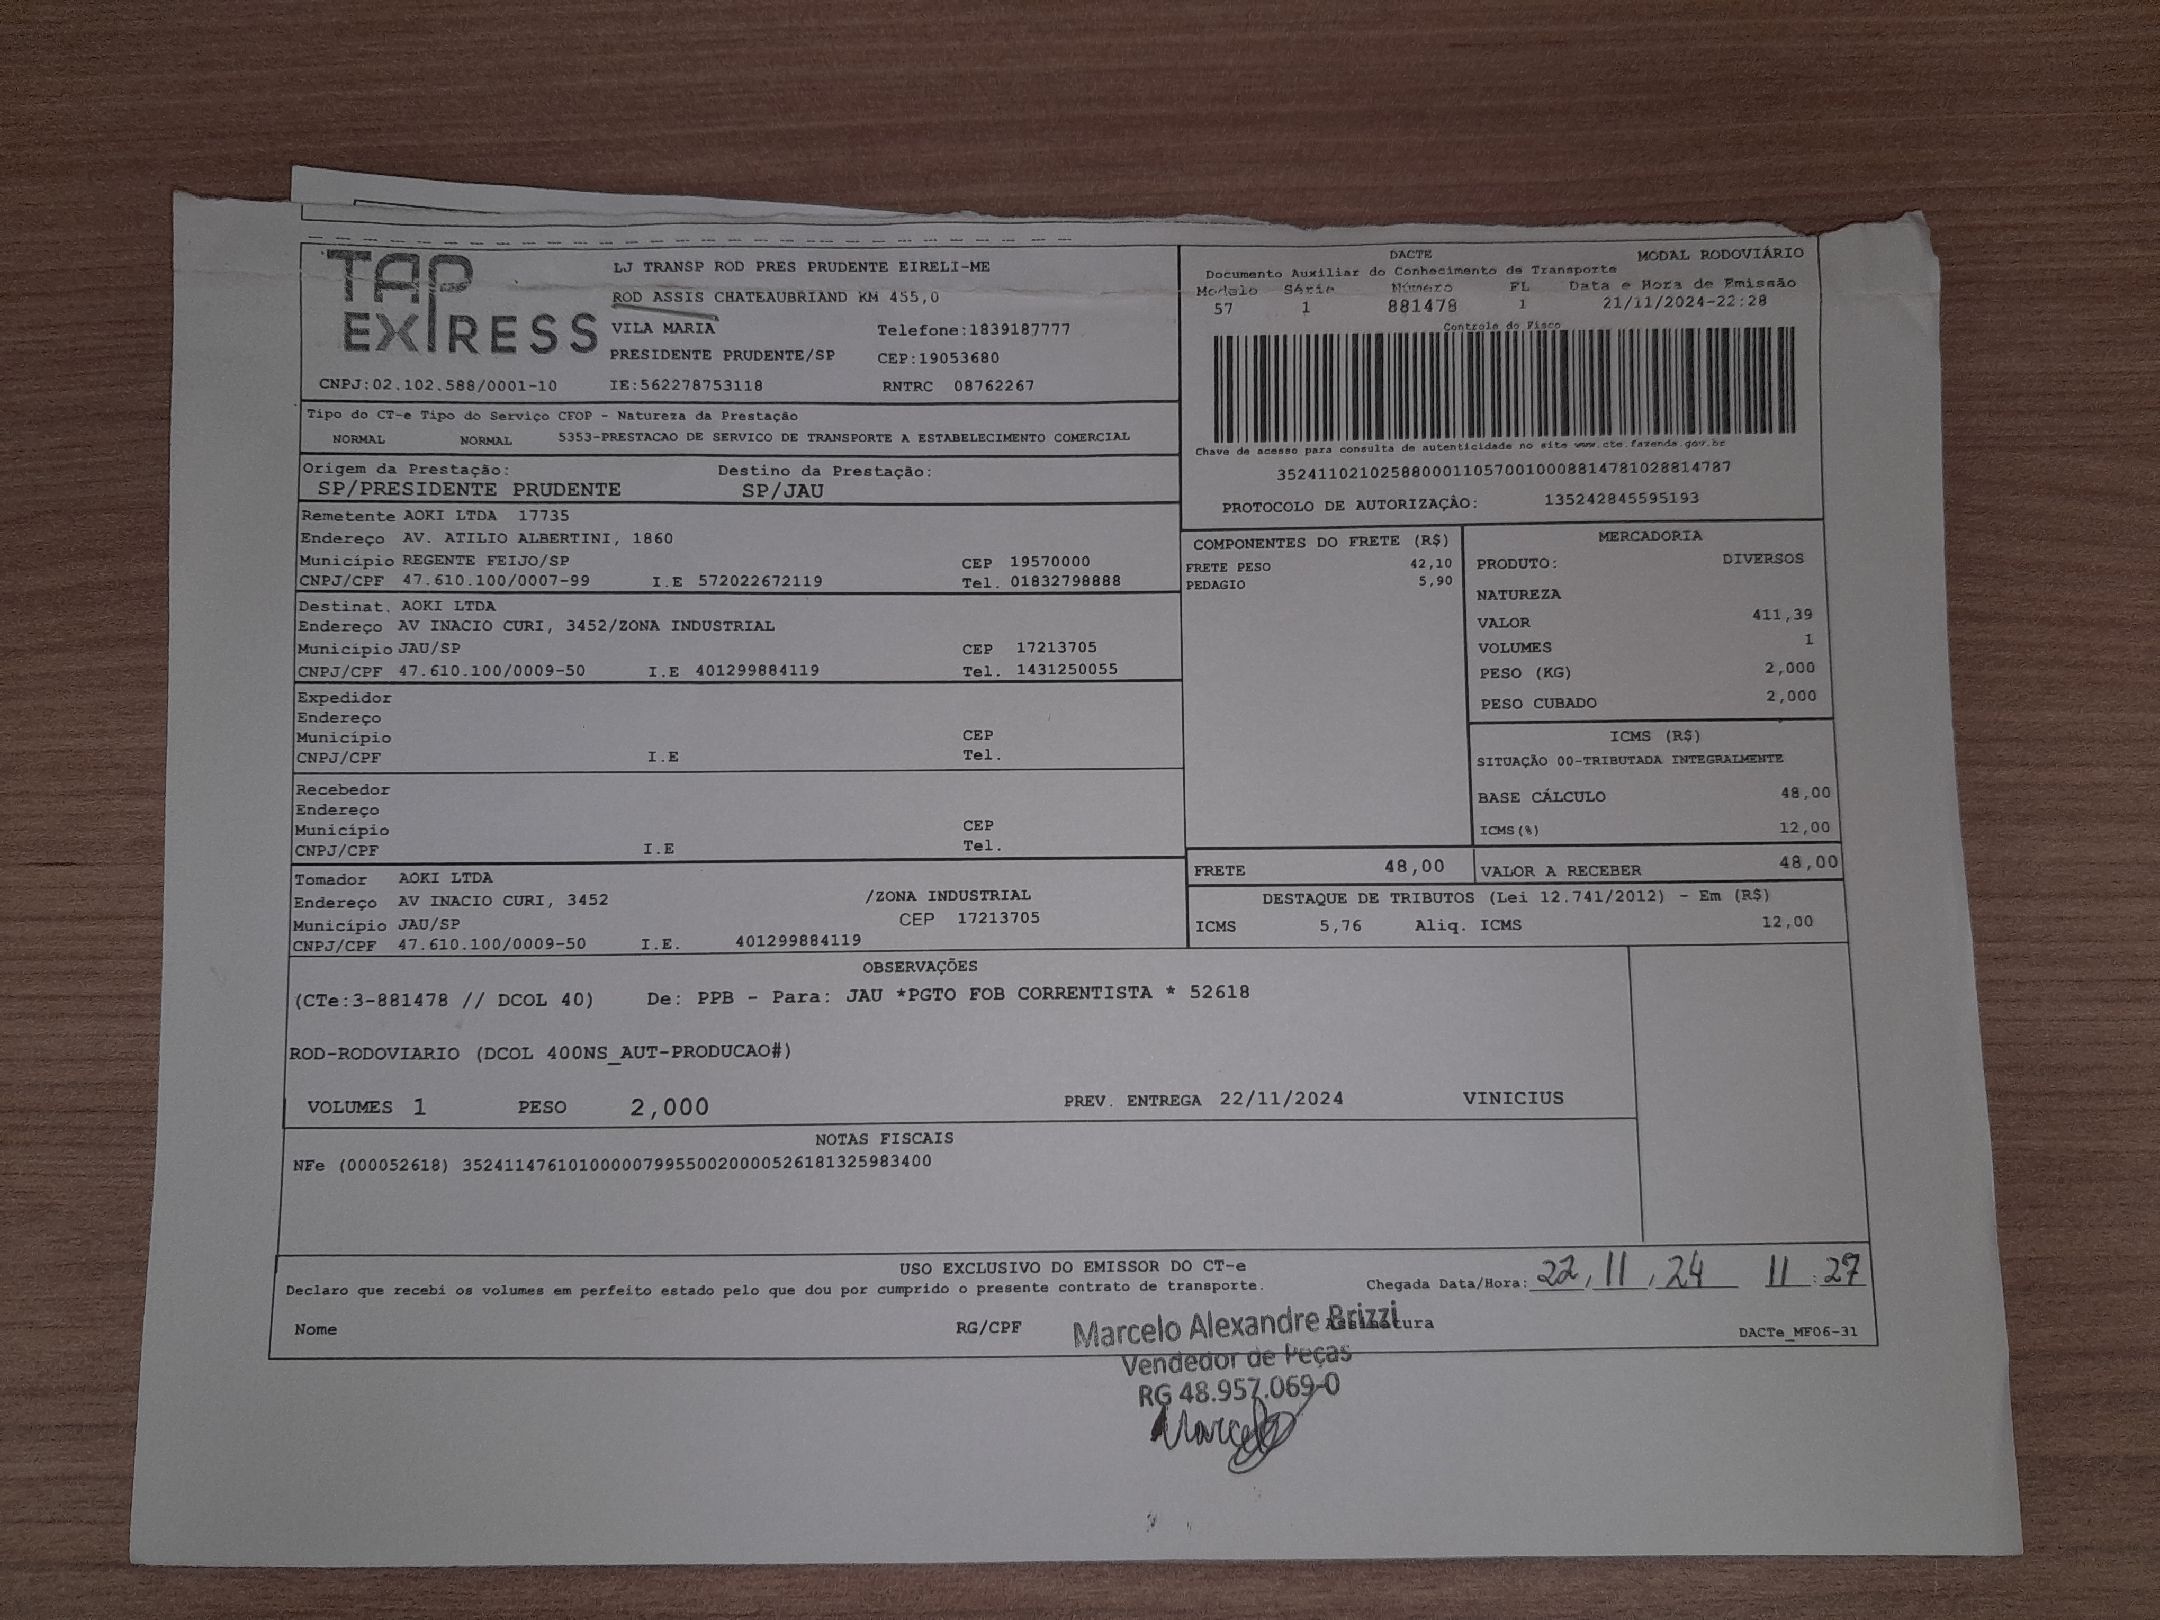 TAP EXPRESS
LJ TRANSP ROD PRES PRUDENTE EIRELI-ME
ROD ASSIS CHATEAUBRIAND KM 455,0
VILA MARIA Telefone:1839187777
PRESIDENTE PRUDENTE/SP CEP:19053680
CNPJ:02.102.588/0001-10 IE:562278753118 RNTRC 08762267
DACTE MODAL RODOVIÁRIO
Documento Auxiliar do Conhecimento de Transporte
Modelo Série Número FL Data e Hora de Emissão
57 1 881478 1 21/11/2024-22:28
Controle do Fisco
Chave de acesso para consulta de autenticidade no site www.cte.fazenda.gov.br
35241102102588000110570010008814781028814787
PROTOCOLO DE AUTORIZAÇÃO: 135242845595193
Tipo do CT-e Tipo do Serviço CFOP - Natureza da Prestação
NORMAL NORMAL 5353-PRESTACAO DE SERVICO DE TRANSPORTE A ESTABELECIMENTO COMERCIAL
Origem da Prestação: Destino da Prestação:
SP/PRESIDENTE PRUDENTE SP/JAU
Remetente AOKI LTDA 17735
Endereço AV. ATILIO ALBERTINI, 1860
Município REGENTE FEIJO/SP CEP 19570000
CNPJ/CPF 47.610.100/0007-99 I.E 572022672119 Tel. 01832798888
Destinat. AOKI LTDA
Endereço AV INACIO CURI, 3452/ZONA INDUSTRIAL
Município JAU/SP CEP 17213705
CNPJ/CPF 47.610.100/0009-50 I.E 401299884119 Tel. 1431250055
Expedidor
Endereço
Município CEP
CNPJ/CPF I.E Tel.
Recebedor
Endereço
Município CEP
CNPJ/CPF I.E Tel.
Tomador AOKI LTDA
Endereço AV INACIO CURI, 3452 /ZONA INDUSTRIAL
Município JAU/SP CEP 17213705
CNPJ/CPF 47.610.100/0009-50 I.E. 401299884119
COMPONENTES DO FRETE (R$)
FRETE PESO 42,10
PEDAGIO 5,90
MERCADORIA
PRODUTO: DIVERSOS
NATUREZA
VALOR 411,39
VOLUMES 1
PESO (KG) 2,000
PESO CUBADO 2,000
ICMS (R$)
SITUAÇÃO 00-TRIBUTADA INTEGRALMENTE
BASE CÁLCULO 48,00
ICMS(%) 12,00
FRETE 48,00 VALOR A RECEBER 48,00
DESTAQUE DE TRIBUTOS (Lei 12.741/2012) - Em (R$)
ICMS 5,76 Aliq. ICMS 12,00
OBSERVAÇÕES
(CTe:3-881478 // DCOL 40) De: PPB - Para: JAU *PGTO FOB CORRENTISTA * 52618
ROD-RODOVIARIO (DCOL 400NS_AUT-PRODUCAO#)
VOLUMES 1 PESO 2,000 PREV. ENTREGA 22/11/2024 VINICIUS
NOTAS FISCAIS
NFe (000052618) 35241147610100000799550020000526181325983400
USO EXCLUSIVO DO EMISSOR DO CT-e
Declaro que recebi os volumes em perfeito estado pelo que dou por cumprido o presente contrato de transporte. Chegada Data/Hora: 22, 11, 24 11:27
Nome RG/CPF Assinatura DACTe_MF06-31
Marcelo Alexandre Brizzi
Vendedor de Peças
RG 48.957.069-0
Marcelo